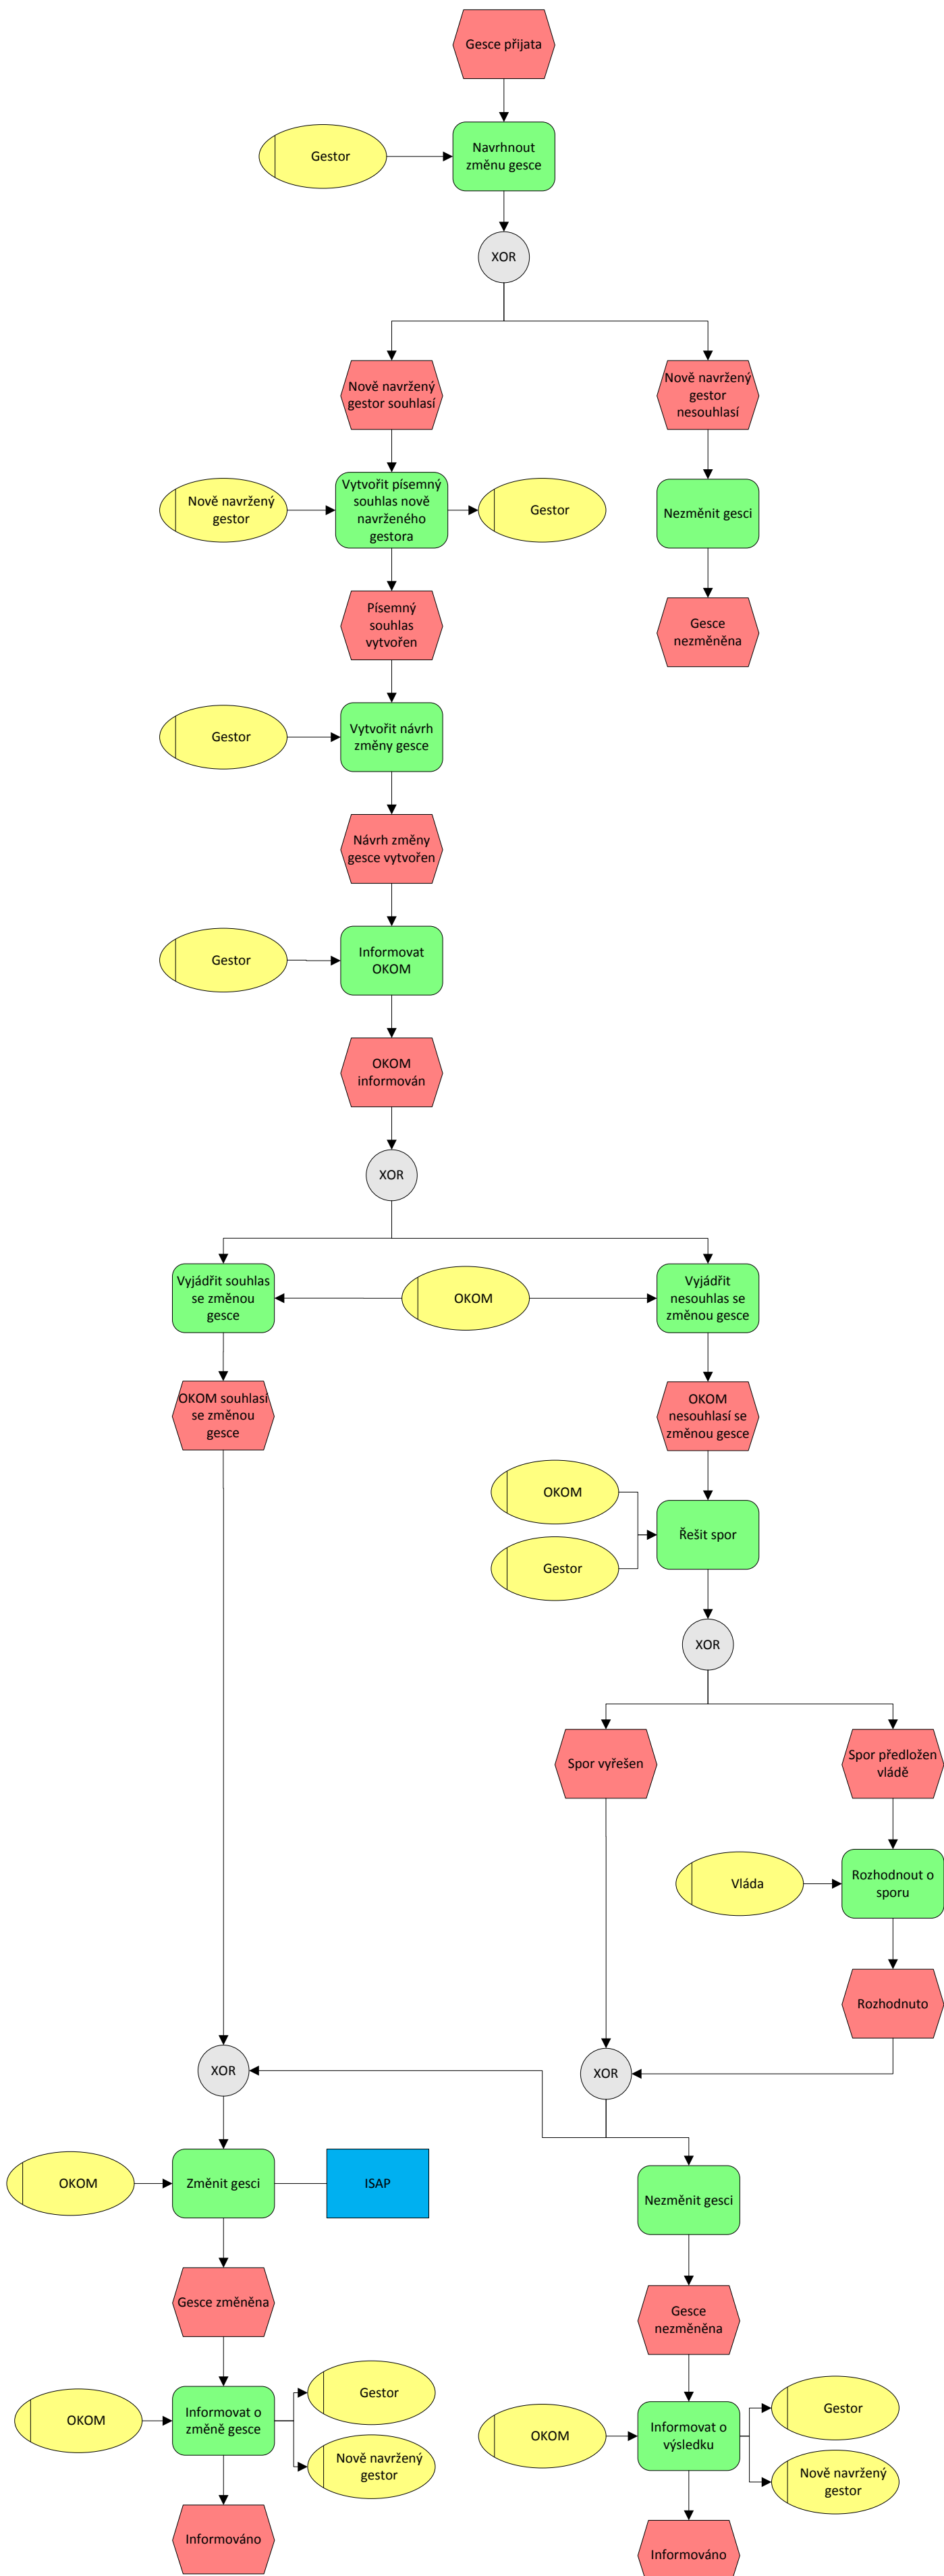 Gesce přijata
Gestor
Navrhnout
změnu gesce
XOR
Nově navržený
gestor souhlasí
Nově navržený
gestor
nesouhlasí
Nově navržený
gestor
Vytvořit písemný
souhlas nově
navrženého
gestora
Gestor
Nezměnit gesci
Písemný
souhlas
vytvořen
Gesce
nezměněna
Gestor
Vytvořit návrh
změny gesce
Návrh změny
gesce vytvořen
Gestor
Informovat
OKOM
OKOM
informován
XOR
Vyjádřit souhlas
se změnou
gesce
OKOM
Vyjádřit
nesouhlas se
změnou gesce
OKOM souhlasí
se změnou
gesce
OKOM
nesouhlasí se
změnou gesce
OKOM
Řešit spor
Gestor
XOR
Spor vyřešen
Spor předložen
vládě
Vláda
Rozhodnout o
sporu
Rozhodnuto
XOR
XOR
OKOM
Změnit gesci
ISAP
Nezměnit gesci
Gesce změněna
Gesce
nezměněna
OKOM
Informovat o
změně gesce
Gestor
Nově navržený
gestor
OKOM
Informovat o
výsledku
Gestor
Nově navržený
gestor
Informováno
Informováno